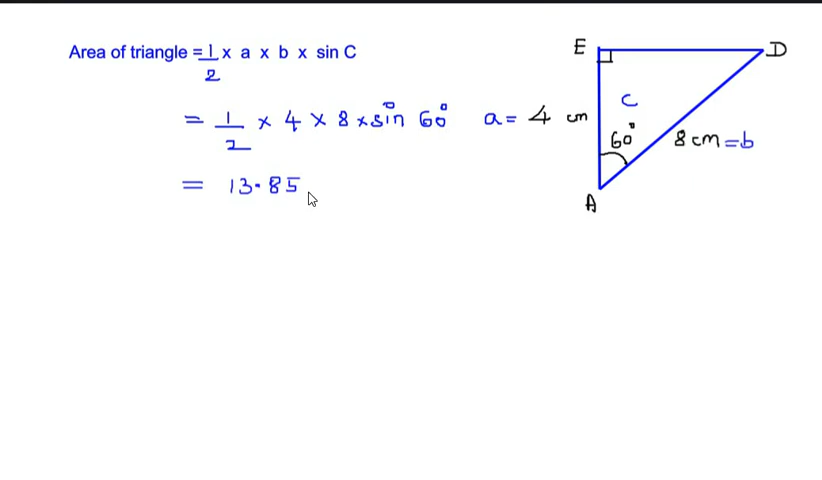 Area of triangle = 1/2 x a x b x sin C
= 1/2 x 4 x 8 x sin 60°
= 13.85
E
D
C
a = 4 cm
60°
8 cm = b
A